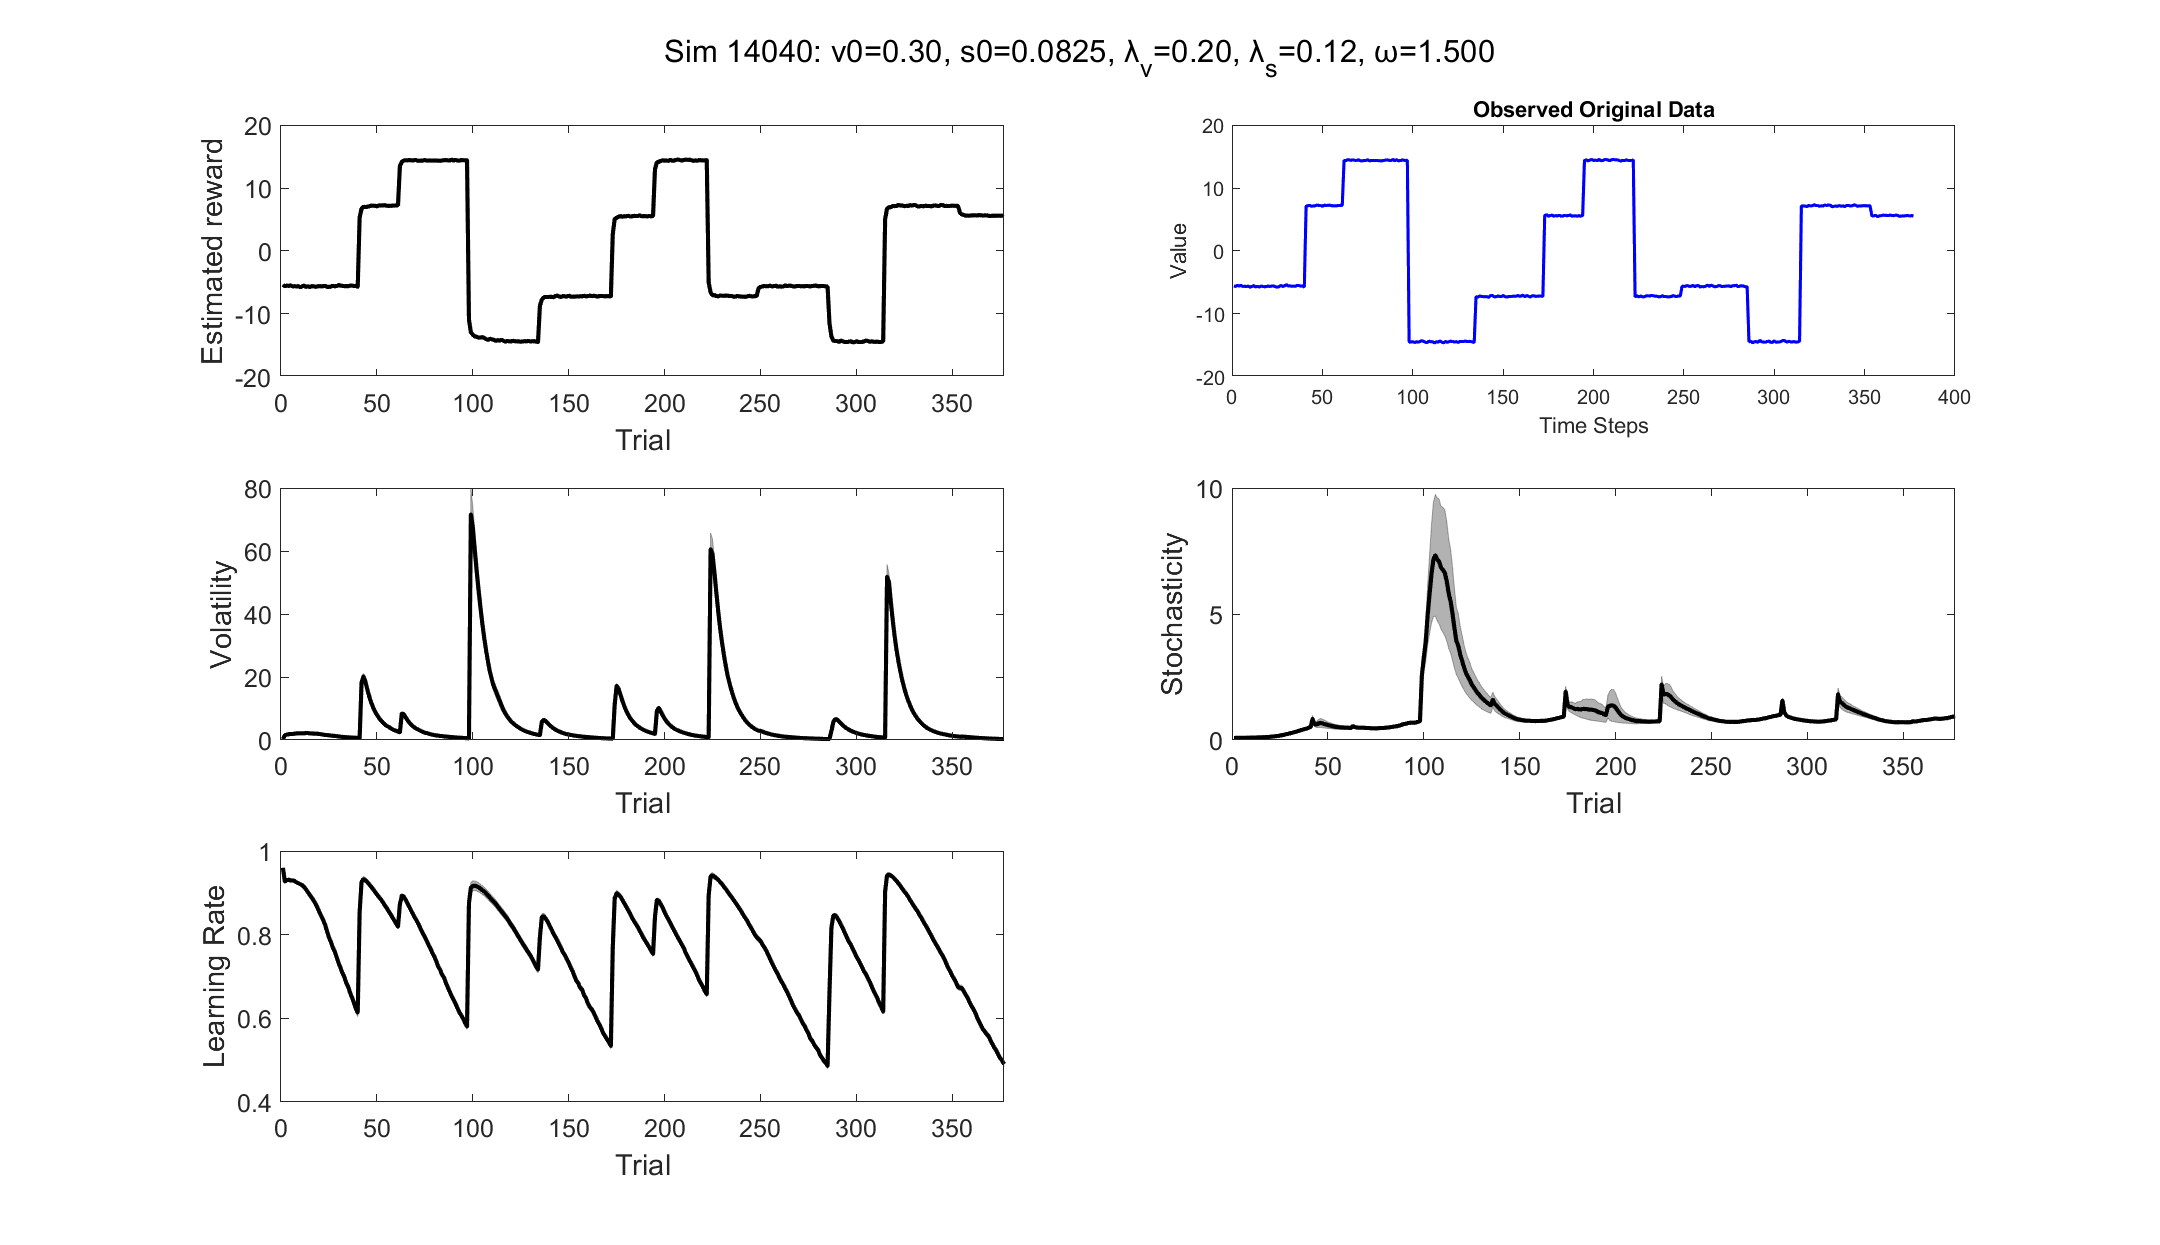 Sim 14040: v0=0.30, s0=0.0825, λ_v=0.20, λ_s=0.12, ω=1.500
Estimated reward
20
10
0
-10
-20
0 50 100 150 200 250 300 350
Trial
Observed Original Data
Value
20
10
0
-10
-20
0 50 100 150 200 250 300 350 400
Time Steps
Volatility
80
60
40
20
0
0 50 100 150 200 250 300 350
Trial
Stochasticity
10
5
0
0 50 100 150 200 250 300 350
Trial
Learning Rate
1
0.8
0.6
0.4
0 50 100 150 200 250 300 350
Trial